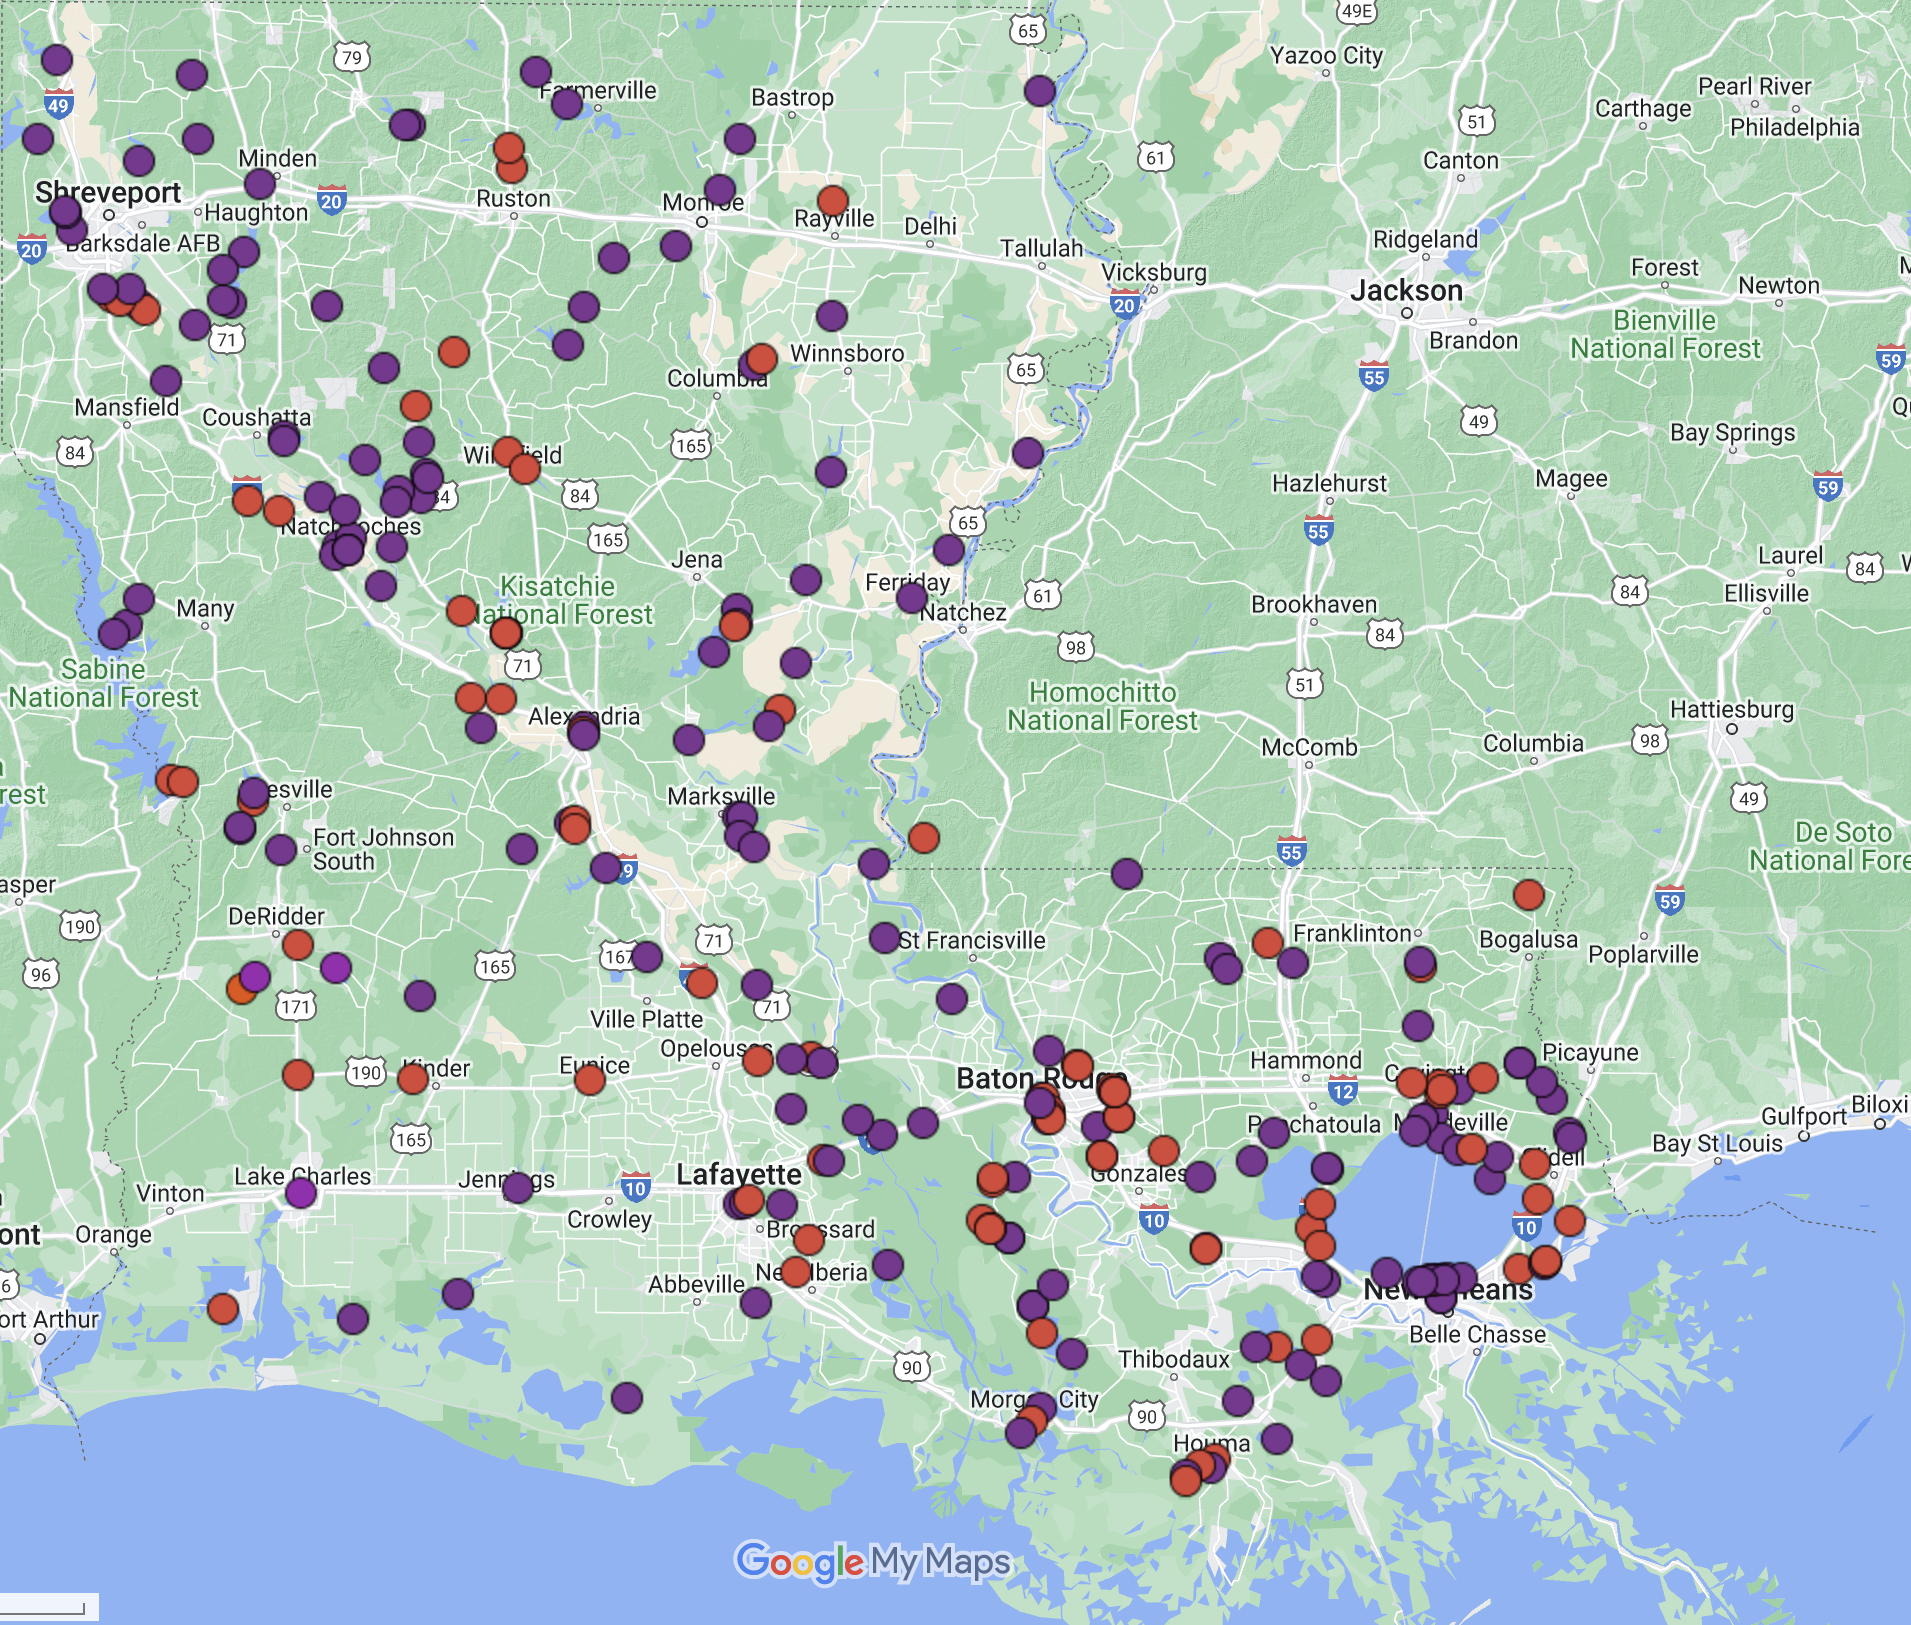 65
49E
Yazoo City
79
49
Farmerville
Bastrop
Pearl River
Carthage
Philadelphia
51
61
Canton
Minden
Shreveport
20
Ruston
Monroe
Haughton
Rayville
Delhi
Barksdale AFB
20
Tallulah
Ridgeland
Vicksburg
Forest
Newton
Jackson
20
Bienville
National Forest
Brandon
71
Winnsboro
59
65
Columbia
55
Mansfield
Coushatta
49
Bay Springs
84
165
Winnfield
Hazlehurst
Magee
59
84
84
65
55
Natchitoches
165
Jena
Laurel
84
Kisatchie
National Forest
Ferriday
61
84
Ellisville
Many
Natchez
Brookhaven
84
98
71
Sabine
National Forest
51
Homochitto
National Forest
Alexandria
Hattiesburg
McComb
Columbia
98
rest
esville
Marksville
49
Fort Johnson
South
De Soto
National Fore
55
asper
59
190
DeRidder
71
St Francisville
Franklinton
Bogalusa
167
Poplarville
96
165
171
71
Ville Platte
Opelousas
Picayune
190
Kinder
Eunice
Baton Rouge
Hammond
12
Gulfport
Biloxi
165
Ponchatoula
Bay St Louis
Lake Charles
Lafayette
Jennings
Gonzales
Vinton
10
Crowley
10
10
ont
Orange
Broussard
6
Abbeville
New Iberia
New Orleans
ort Arthur
Belle Chasse
90
Thibodaux
Morgan City
90
Houma
Google My Maps